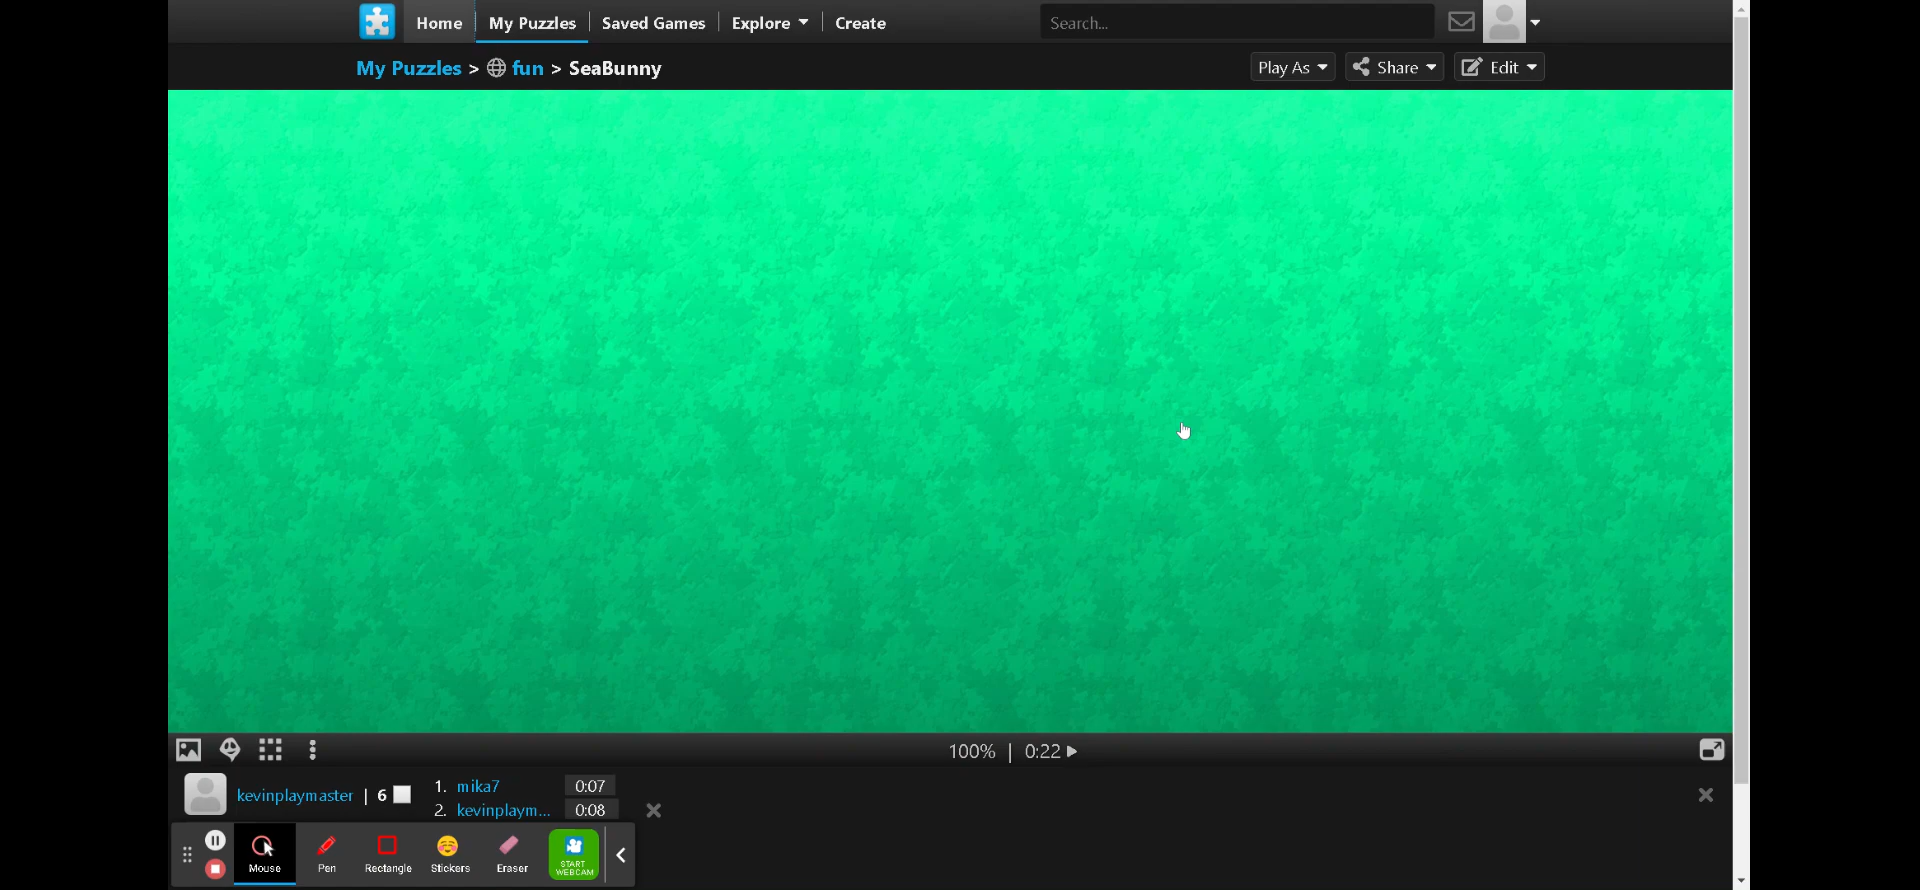 Home My Puzzles Saved Games Explore Create Search...
My Puzzles > fun > SeaBunny Play As Share Edit
100% | 0:22
kevinplaymaster | 6
1. mika7 0:07
2. kevinplaym... 0:08
Mouse Pen Rectangle Stickers Eraser START
WEBCAM